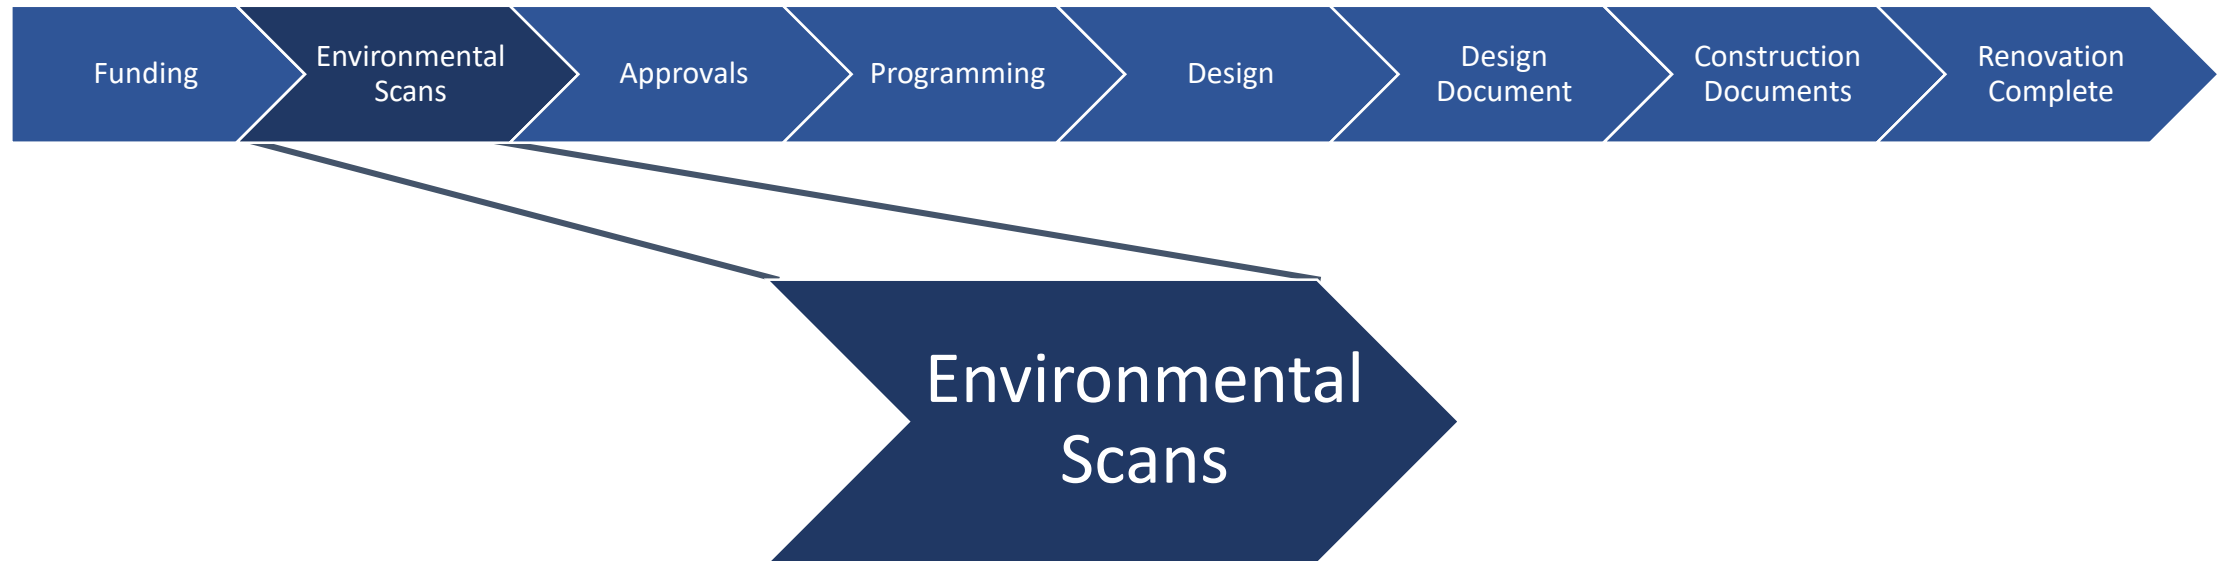 Funding
Environmental
Scans
Approvals
Programming
Design
Design
Document
Construction
Documents
Renovation
Complete
Environmental
Scans